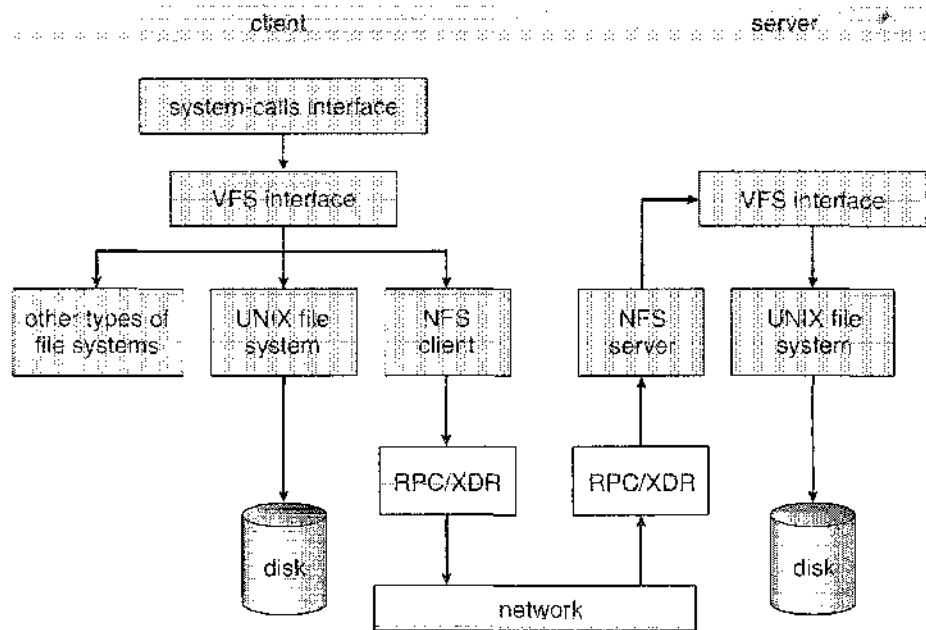 client
server
system-calls interface
VFS interface
VFS interface
other types of
file systems
UNIX file
system
NFS
client
NFS
server
UNIX file
system
RPC/XDR
RPC/XDR
disk
disk
network